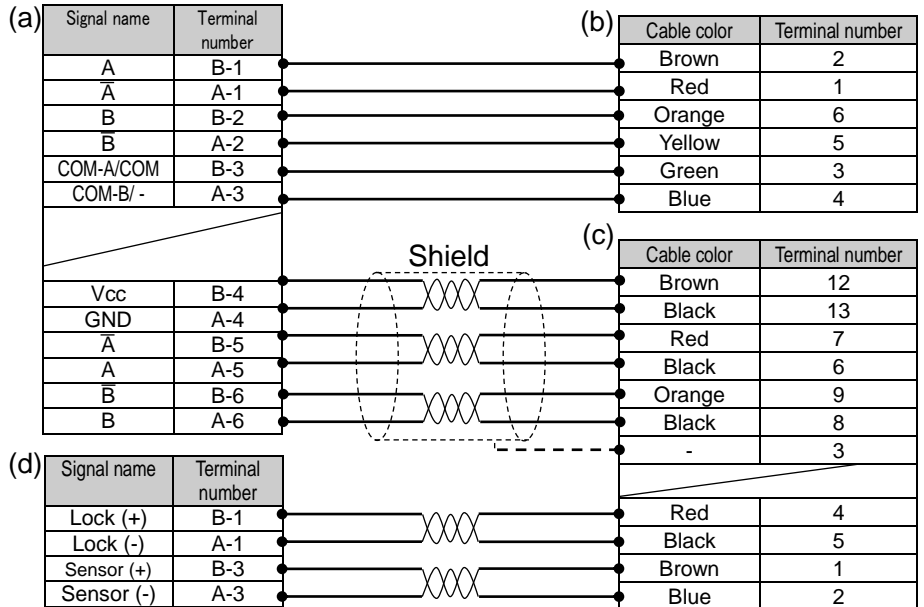 (a)
Signal name Terminal number
A B-1
A̅ A-1
B B-2
B̅ A-2
COM-A/COM B-3
COM-B/ - A-3
Vcc B-4
GND A-4
A̅ B-5
A A-5
B̅ B-6
B A-6
(b)
Cable color Terminal number
Brown 2
Red 1
Orange 6
Yellow 5
Green 3
Blue 4
Shield
(c)
Cable color Terminal number
Brown 12
Black 13
Red 7
Black 6
Orange 9
Black 8
- 3
Red 4
Black 5
Brown 1
Blue 2
(d)
Signal name Terminal number
Lock (+) B-1
Lock (-) A-1
Sensor (+) B-3
Sensor (-) A-3